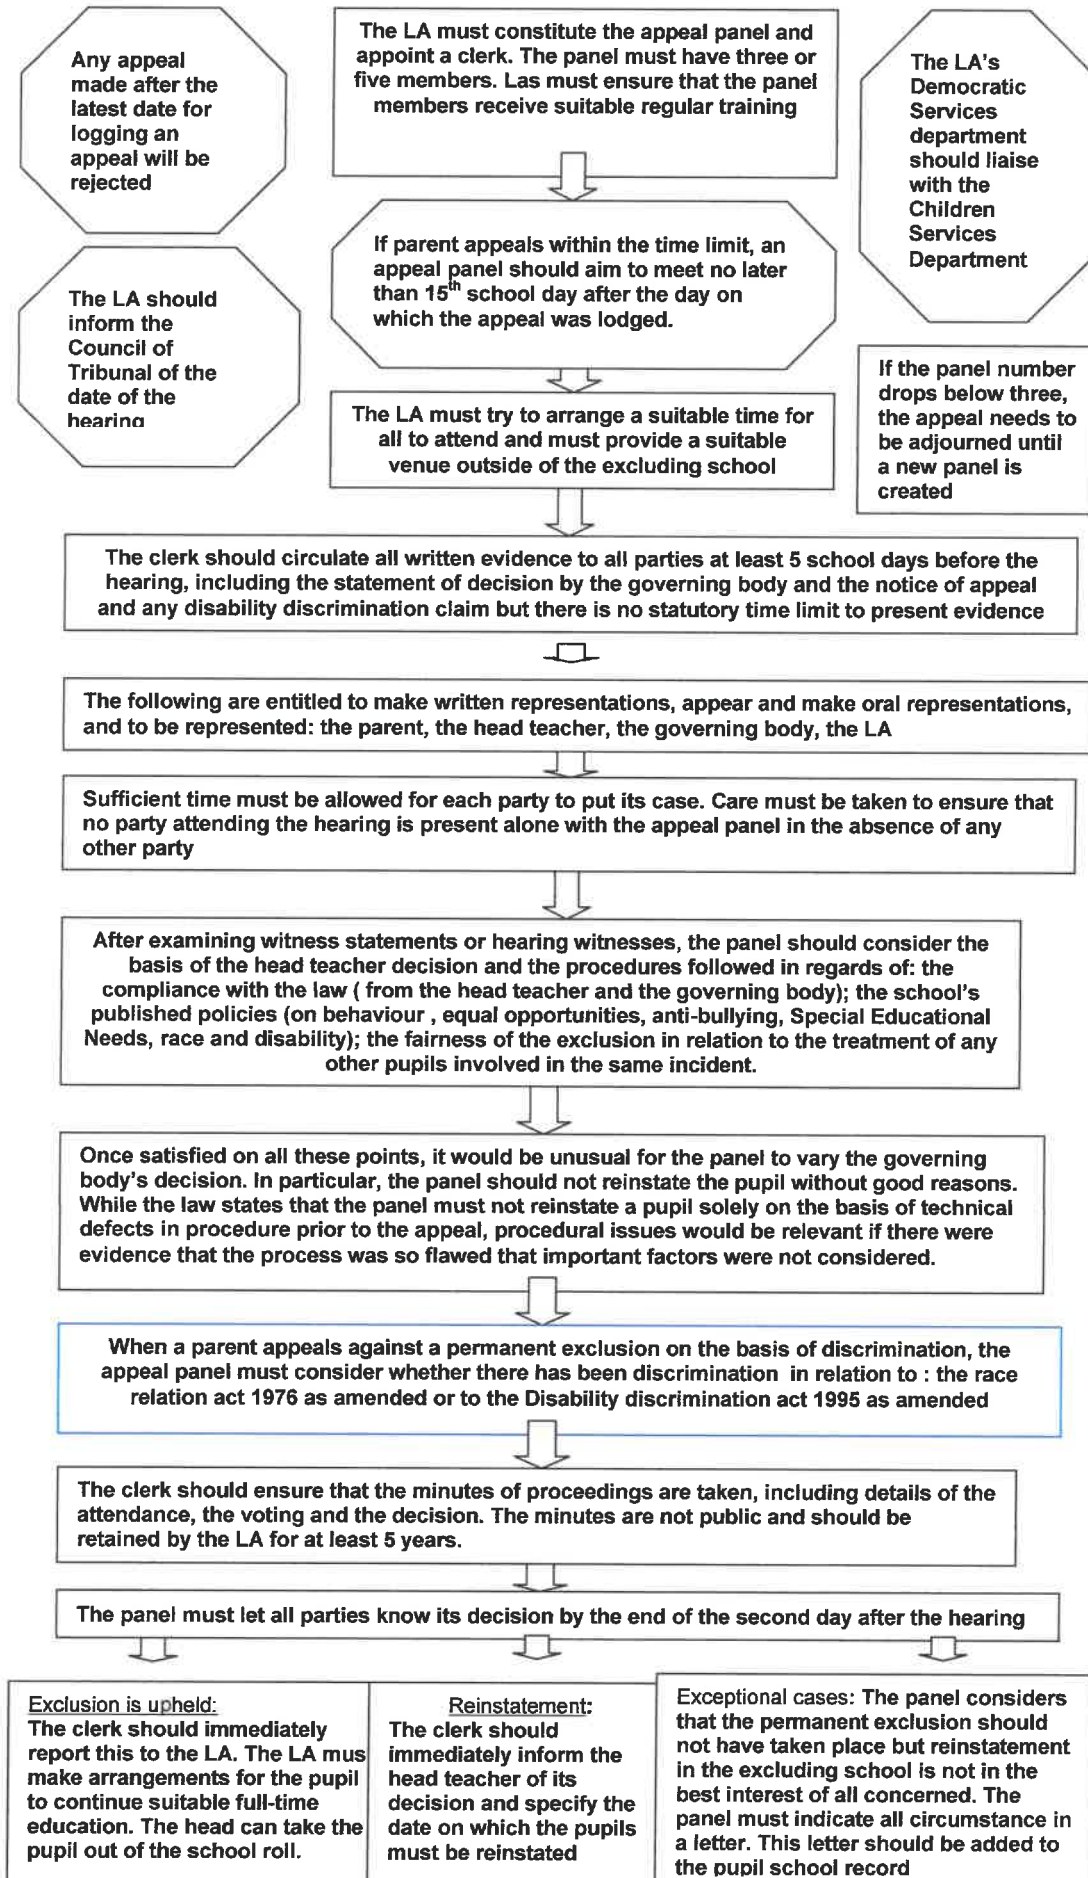 Any appeal
made after the
latest date for
logging an
appeal will be
rejected
The LA must constitute the appeal panel and
appoint a clerk. The panel must have three or
five members. Las must ensure that the panel
members receive suitable regular training
The LA's
Democratic
Services
department
should liaise
with the
Children
Services
Department
If parent appeals within the time limit, an
appeal panel should aim to meet no later
than 15th school day after the day on
which the appeal was lodged.
The LA should
inform the
Council of
Tribunal of the
date of the
hearing
If the panel number
drops below three,
the appeal needs to
be adjourned until
a new panel is
created
The LA must try to arrange a suitable time for
all to attend and must provide a suitable
venue outside of the excluding school
The clerk should circulate all written evidence to all parties at least 5 school days before the
hearing, including the statement of decision by the governing body and the notice of appeal
and any disability discrimination claim but there is no statutory time limit to present evidence
The following are entitled to make written representations, appear and make oral representations,
and to be represented: the parent, the head teacher, the governing body, the LA
Sufficient time must be allowed for each party to put its case. Care must be taken to ensure that
no party attending the hearing is present alone with the appeal panel in the absence of any
other party
After examining witness statements or hearing witnesses, the panel should consider the
basis of the head teacher decision and the procedures followed in regards of: the
compliance with the law ( from the head teacher and the governing body); the school's
published policies (on behaviour , equal opportunities, anti-bullying, Special Educational
Needs, race and disability); the fairness of the exclusion in relation to the treatment of any
other pupils involved in the same incident.
Once satisfied on all these points, it would be unusual for the panel to vary the governing
body's decision. In particular, the panel should not reinstate the pupil without good reasons.
While the law states that the panel must not reinstate a pupil solely on the basis of technical
defects in procedure prior to the appeal, procedural issues would be relevant if there were
evidence that the process was so flawed that important factors were not considered.
When a parent appeals against a permanent exclusion on the basis of discrimination, the
appeal panel must consider whether there has been discrimination in relation to : the race
relation act 1976 as amended or to the Disability discrimination act 1995 as amended
The clerk should ensure that the minutes of proceedings are taken, including details of the
attendance, the voting and the decision. The minutes are not public and should be
retained by the LA for at least 5 years.
The panel must let all parties know its decision by the end of the second day after the hearing
Exclusion is upheld:
The clerk should immediately
report this to the LA. The LA mus
make arrangements for the pupil
to continue suitable full-time
education. The head can take the
pupil out of the school roll.
Reinstatement:
The clerk should
immediately inform the
head teacher of its
decision and specify the
date on which the pupils
must be reinstated
Exceptional cases: The panel considers
that the permanent exclusion should
not have taken place but reinstatement
in the excluding school is not in the
best interest of all concerned. The
panel must indicate all circumstance in
a letter. This letter should be added to
the pupil school record